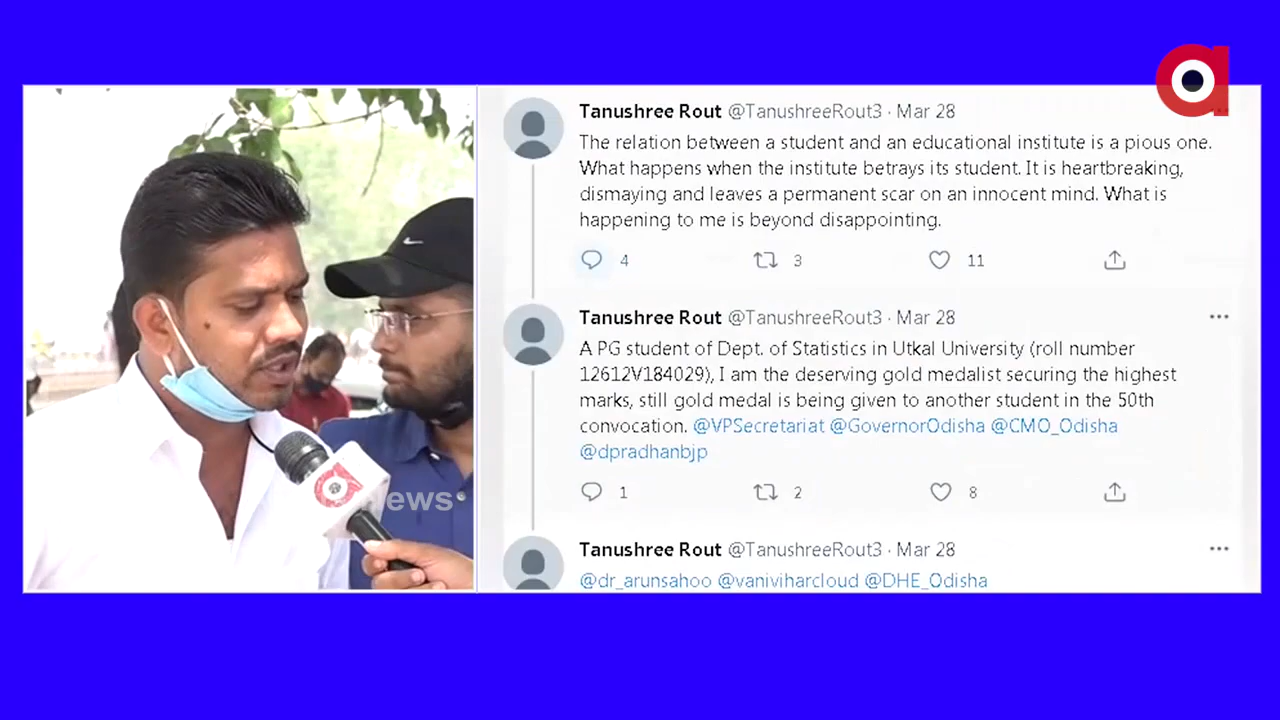 Tanushree Rout @TanushreeRout3 · Mar 28
The relation between a student and an educational institute is a pious one.
What happens when the institute betrays its student. It is heartbreaking,
dismaying and leaves a permanent scar on an innocent mind. What is
happening to me is beyond disappointing.
4 3 11
Tanushree Rout @TanushreeRout3 · Mar 28
A PG student of Dept. of Statistics in Utkal University (roll number
12612V184029), I am the deserving gold medalist securing the highest
marks, still gold medal is being given to another student in the 50th
convocation. @VPSecretariat @GovernorOdisha @CMO_Odisha
@dpradhanbjp
1 2 8
Tanushree Rout @TanushreeRout3 · Mar 28
@dr_arunsahoo @vaniviharcloud @DHE_Odisha